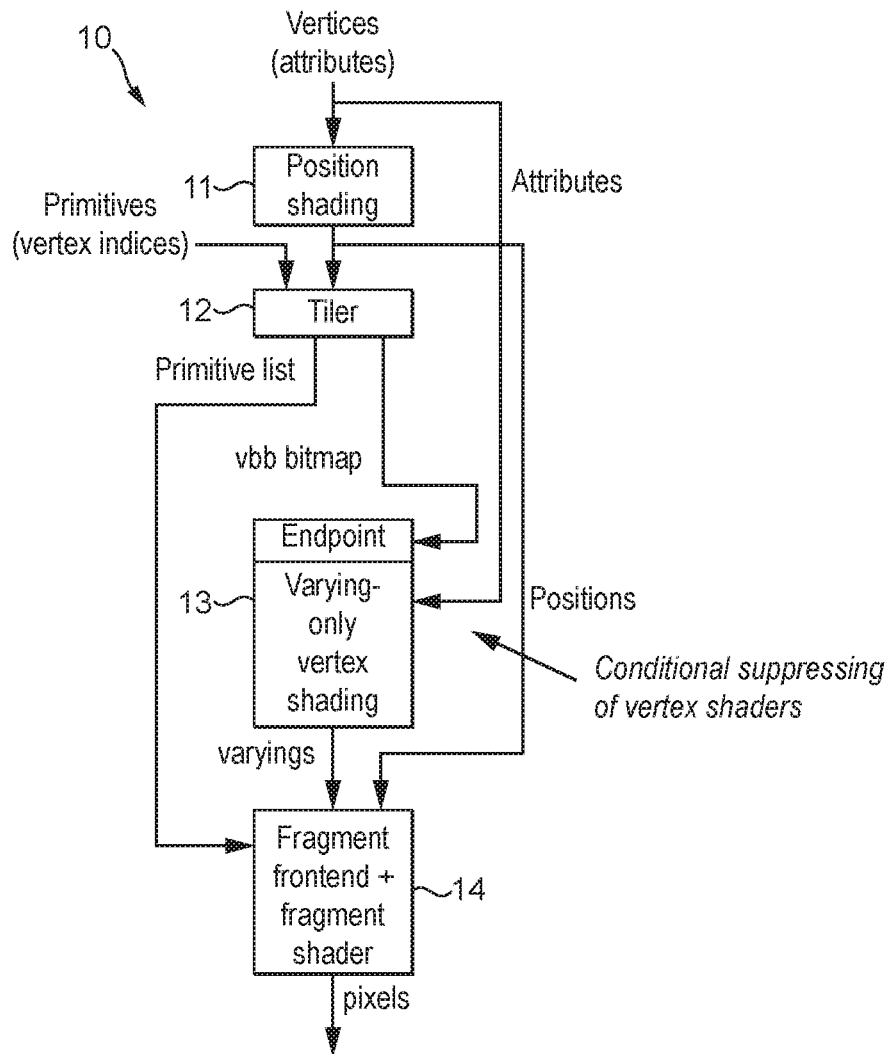 10
Vertices
(attributes)
Position
shading
11
Attributes
Primitives
(vertex indices)
12
Tiler
Primitive list
vbb bitmap
Endpoint
13
Varying-
only
vertex
shading
Positions
Conditional suppressing
of vertex shaders
varyings
Fragment
frontend +
fragment
shader
14
pixels